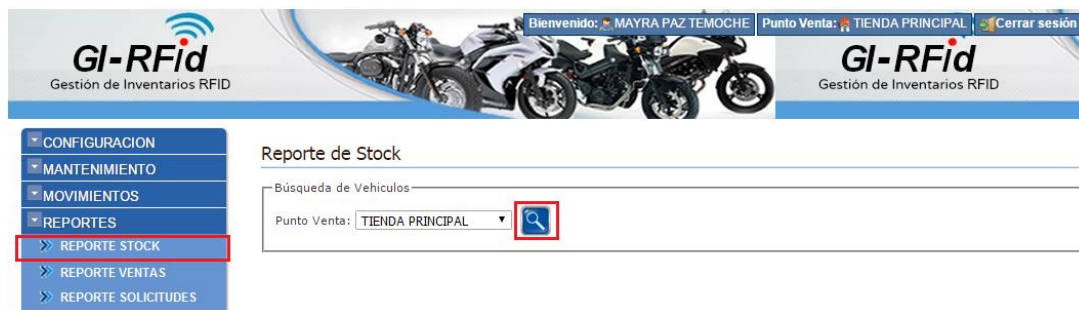 Bienvenido: MAYRA PAZ TEMOCHE Punto Venta: TIENDA PRINCIPAL Cerrar sesión
GI-RFid
Gestión de Inventarios RFID
GI-RFid
Gestión de Inventarios RFID
CONFIGURACION
MANTENIMIENTO
MOVIMIENTOS
REPORTES
REPORTE STOCK
REPORTE VENTAS
REPORTE SOLICITUDES
Reporte de Stock
Búsqueda de Vehiculos
Punto Venta: TIENDA PRINCIPAL